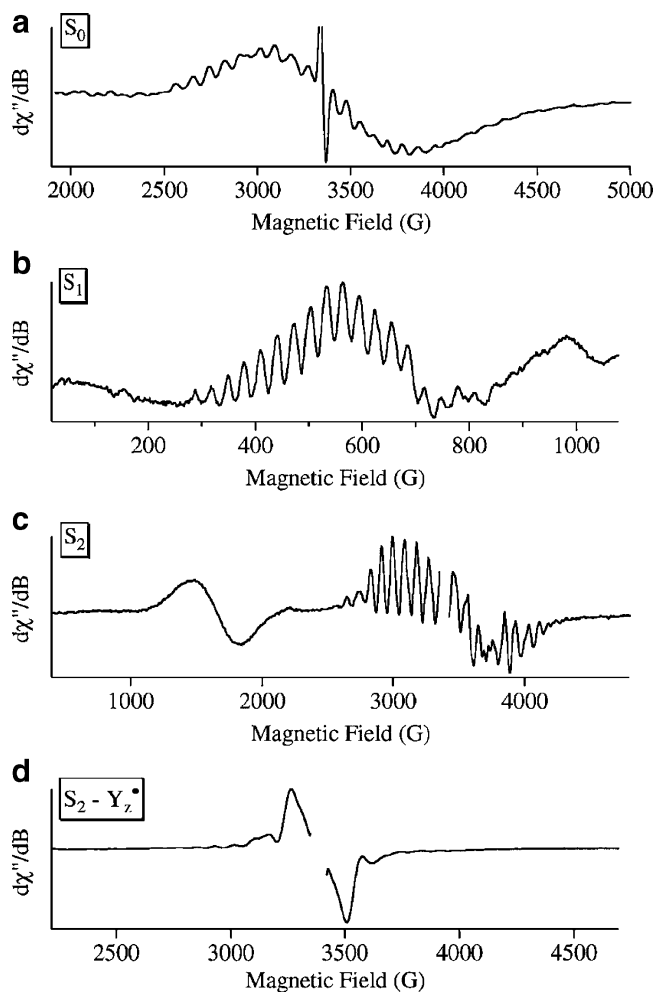 a
S₀
dχ"/dB
2000 2500 3000 3500 4000 4500 5000
Magnetic Field (G)
b
S₁
dχ"/dB
200 400 600 800 1000
Magnetic Field (G)
c
S₂
dχ"/dB
1000 2000 3000 4000
Magnetic Field (G)
d
S₂ - Y_z•
dχ"/dB
2500 3000 3500 4000 4500
Magnetic Field (G)